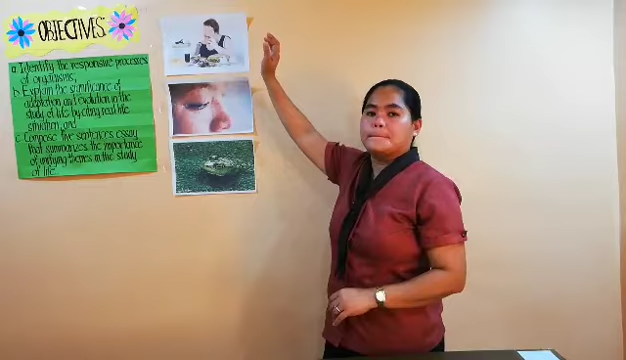 OBJECTIVES:
a. Identify the responsive processes
of organisms;
b. Explain the significance of
adaptation and evolution in the
study of life by citing real life
situation; and
c. Compose five sentences essay
that summarizes the importance
of unifying themes in the study
of life.